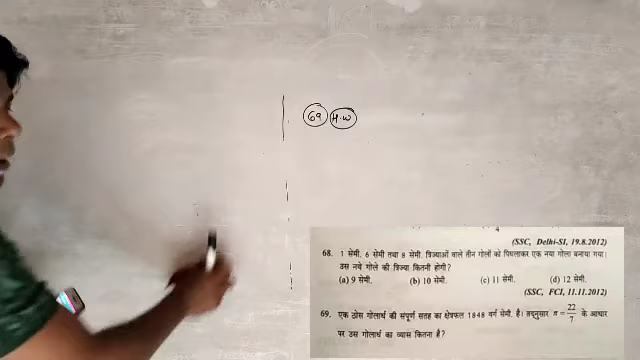 69 H.W
4
(SSC, Delhi-SI, 19.8.2012)
68. 1 सेमी, 6 सेमी तथा 8 सेमी. त्रिज्याओं वाले तीन गोलों को पिघलाकर एक नया गोला बनाया गया।
उस नये गोले की त्रिज्या कितनी होगी?
(a) 9 सेमी. (b) 10 सेमी. (c) 11 सेमी. (d) 12 सेमी.
(SSC, FCI, 11.11.2012)
69. एक ठोस गोलार्ध की संपूर्ण सतह का क्षेत्रफल 1848 वर्ग सेमी. है। तदनुसार π = 22/7 के आधार
पर उस गोलार्ध का व्यास कितना है?